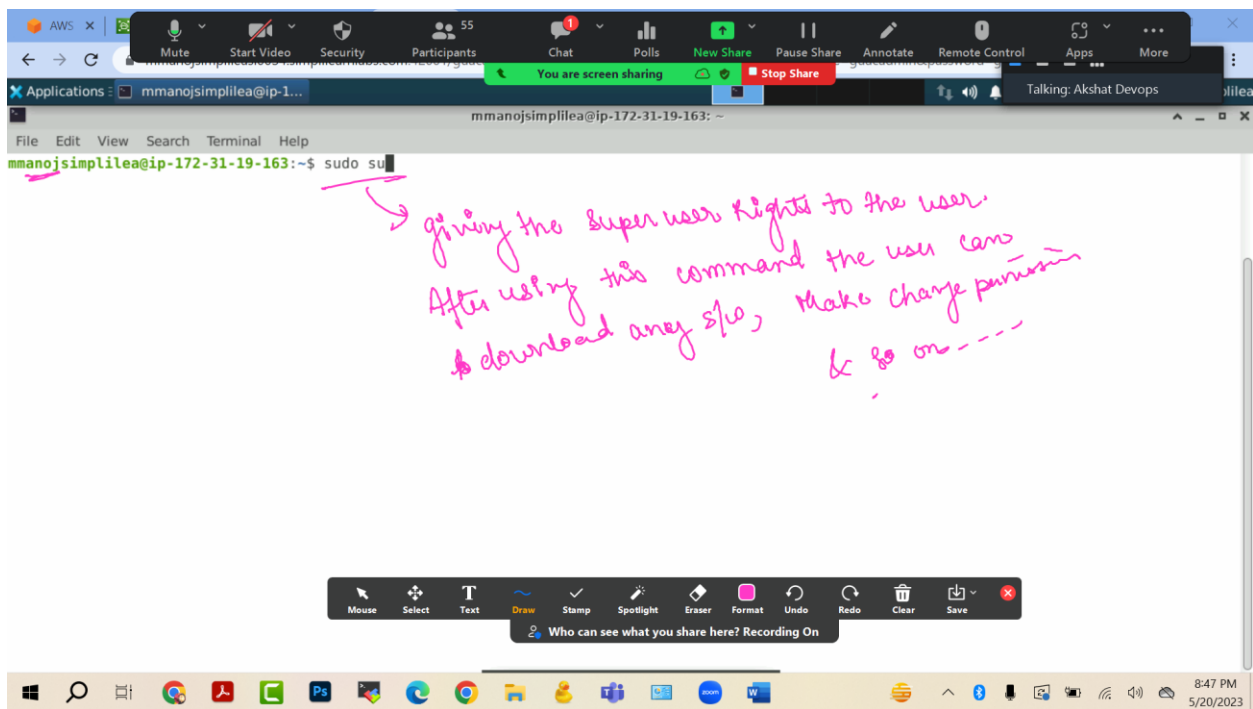 AWS
55
1
Mute
Start Video
Security
Participants
Chat
Polls
New Share
Pause Share
Annotate
Remote Control
Apps
More
You are screen sharing
Stop Share
Talking: Akshat Devops
Applications
mmanojsimplilea@ip-1...
mmanojsimplilea@ip-172-31-19-163: ~
File Edit View Search Terminal Help
mmanojsimplilea@ip-172-31-19-163:~$ sudo su
giving the super user Rights to the user.
After using this command the user can
download any s/w, Make change permission
& so on----
Mouse
Select
Text
Draw
Stamp
Spotlight
Eraser
Format
Undo
Redo
Clear
Save
Who can see what you share here? Recording On
Ps
zoom
W
8:47 PM
5/20/2023